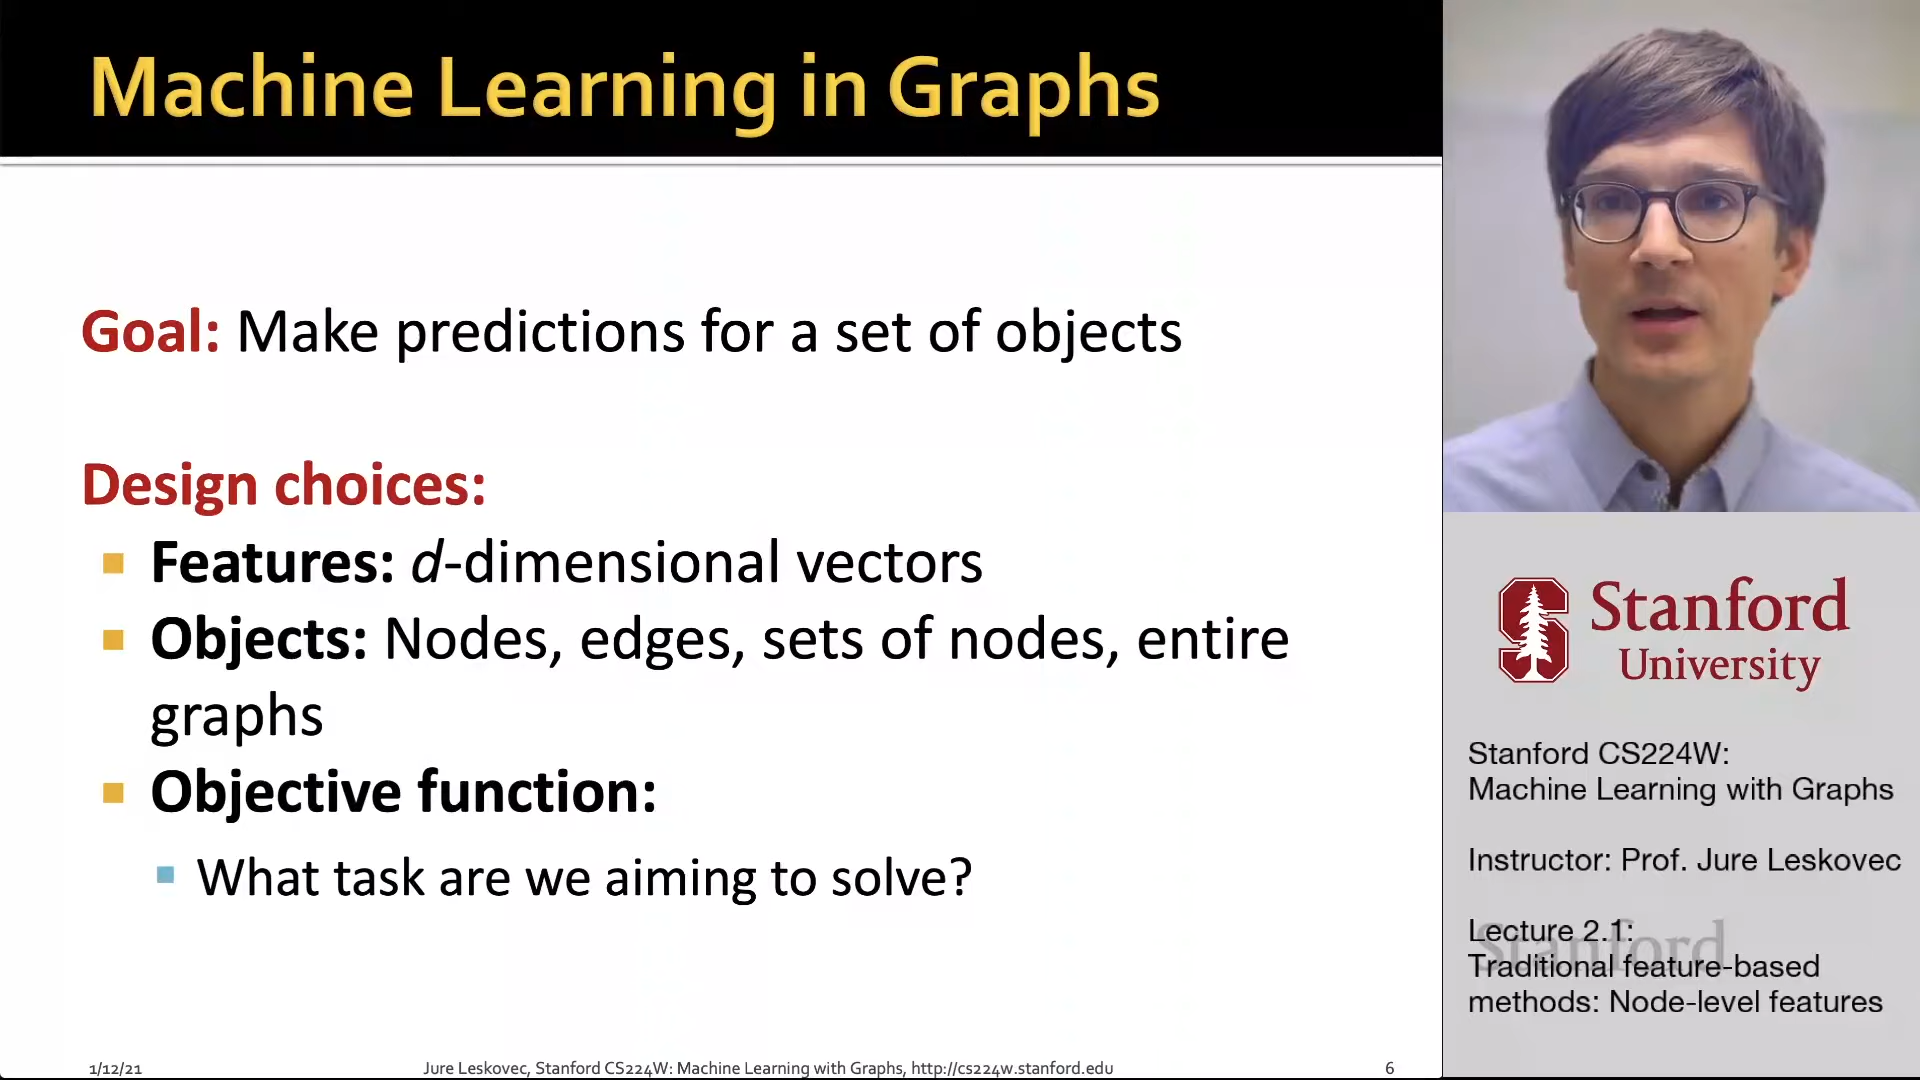 Machine Learning in Graphs
Goal: Make predictions for a set of objects
Design choices:
Features: d-dimensional vectors
Objects: Nodes, edges, sets of nodes, entire
graphs
Objective function:
What task are we aiming to solve?
1/12/21
Jure Leskovec, Stanford CS224W: Machine Learning with Graphs, http://cs224w.stanford.edu
6
Stanford
University
Stanford CS224W:
Machine Learning with Graphs
Instructor: Prof. Jure Leskovec
Lecture 2.1:
Traditional feature-based
methods: Node-level features
Stanford